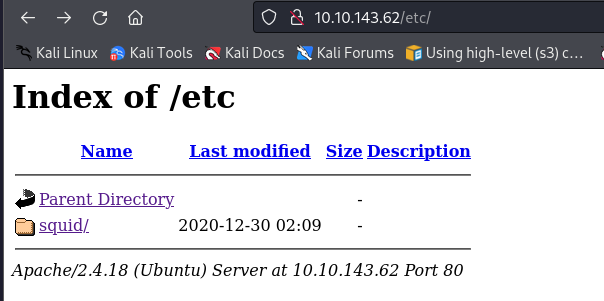 10.10.143.62/etc/
Kali Linux Kali Tools Kali Docs Kali Forums Using high-level (s3) c…
Index of /etc
Name Last modified Size Description
Parent Directory -
squid/ 2020-12-30 02:09 -
Apache/2.4.18 (Ubuntu) Server at 10.10.143.62 Port 80